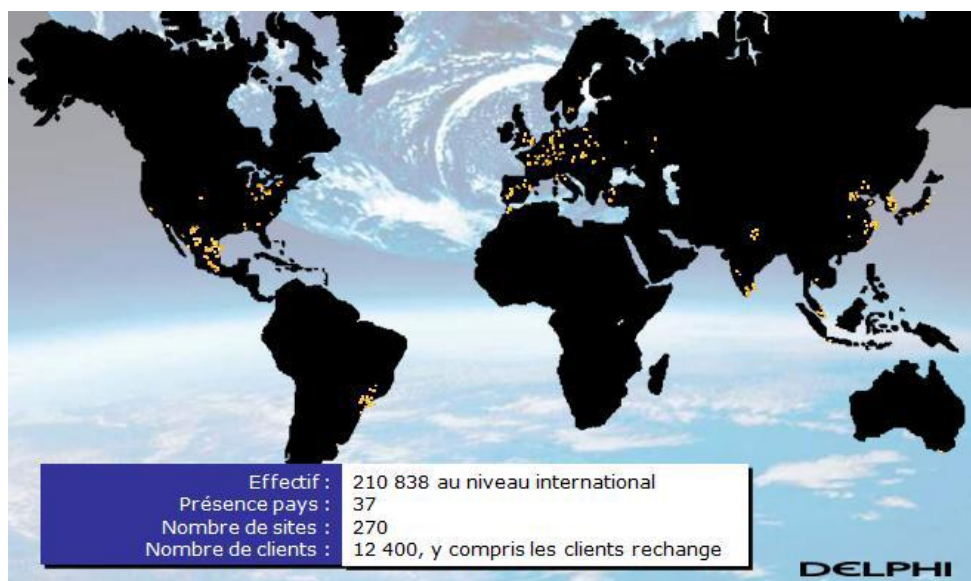 Effectif : 210 838 au niveau international
Présence pays : 37
Nombre de sites : 270
Nombre de clients : 12 400, y compris les clients rechange
DELPHI